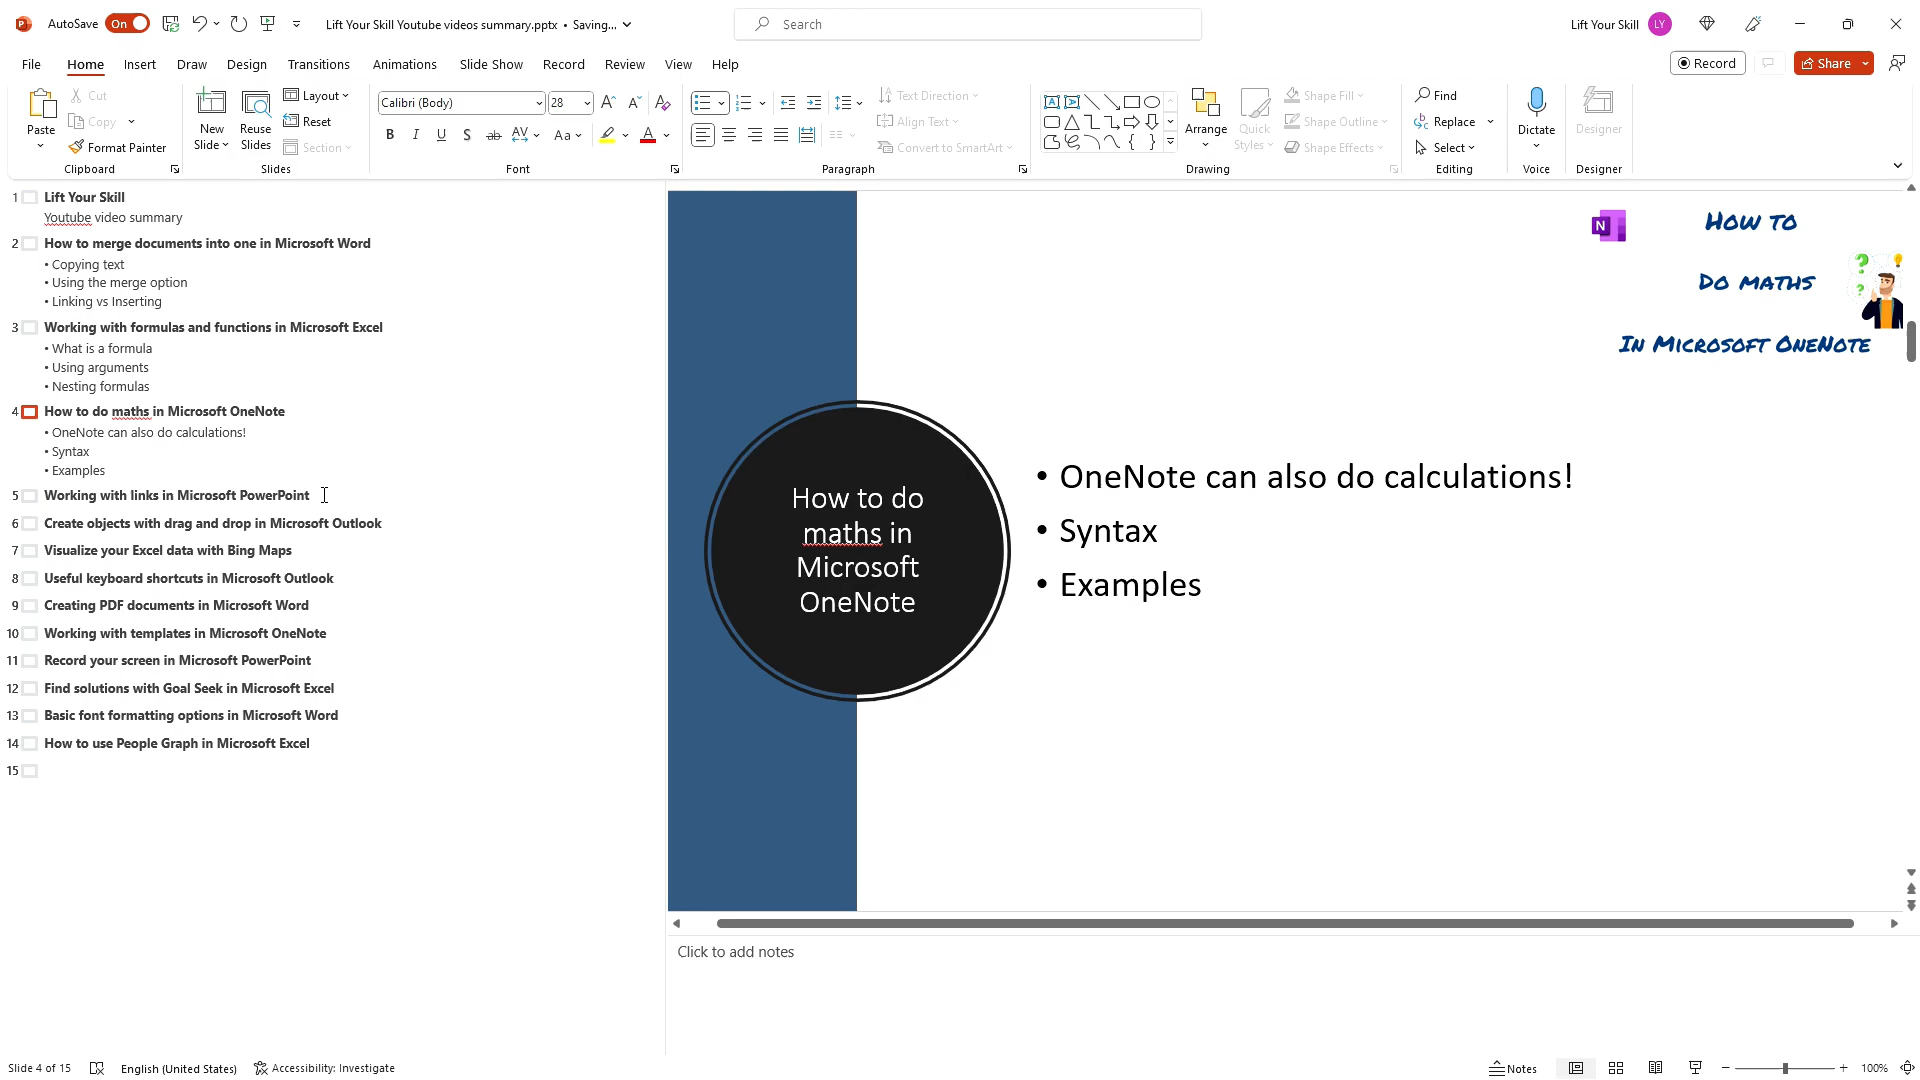 AutoSave On Lift Your Skill Youtube videos summary.pptx • Saving... Search Lift Your Skill LY
File Home Insert Draw Design Transitions Animations Slide Show Record Review View Help Record Share
Paste Cut Copy Format Painter Clipboard
New Slide Reuse Slides Layout Reset Section Slides
Calibri (Body) 28 A A A B I U S ab AV Aa A Font
Text Direction Align Text Convert to SmartArt Paragraph
Arrange Quick Styles Shape Fill Shape Outline Shape Effects Drawing
Find Replace Select Editing
Dictate Voice
Designer Designer
1 Lift Your Skill
Youtube video summary
2 How to merge documents into one in Microsoft Word
• Copying text
• Using the merge option
• Linking vs Inserting
3 Working with formulas and functions in Microsoft Excel
• What is a formula
• Using arguments
• Nesting formulas
4 How to do maths in Microsoft OneNote
• OneNote can also do calculations!
• Syntax
• Examples
5 Working with links in Microsoft PowerPoint
6 Create objects with drag and drop in Microsoft Outlook
7 Visualize your Excel data with Bing Maps
8 Useful keyboard shortcuts in Microsoft Outlook
9 Creating PDF documents in Microsoft Word
10 Working with templates in Microsoft OneNote
11 Record your screen in Microsoft PowerPoint
12 Find solutions with Goal Seek in Microsoft Excel
13 Basic font formatting options in Microsoft Word
14 How to use People Graph in Microsoft Excel
15
N How to
Do maths
In Microsoft OneNote
How to do
maths in
Microsoft
OneNote
• OneNote can also do calculations!
• Syntax
• Examples
Click to add notes
Slide 4 of 15 English (United States) Accessibility: Investigate Notes 100%